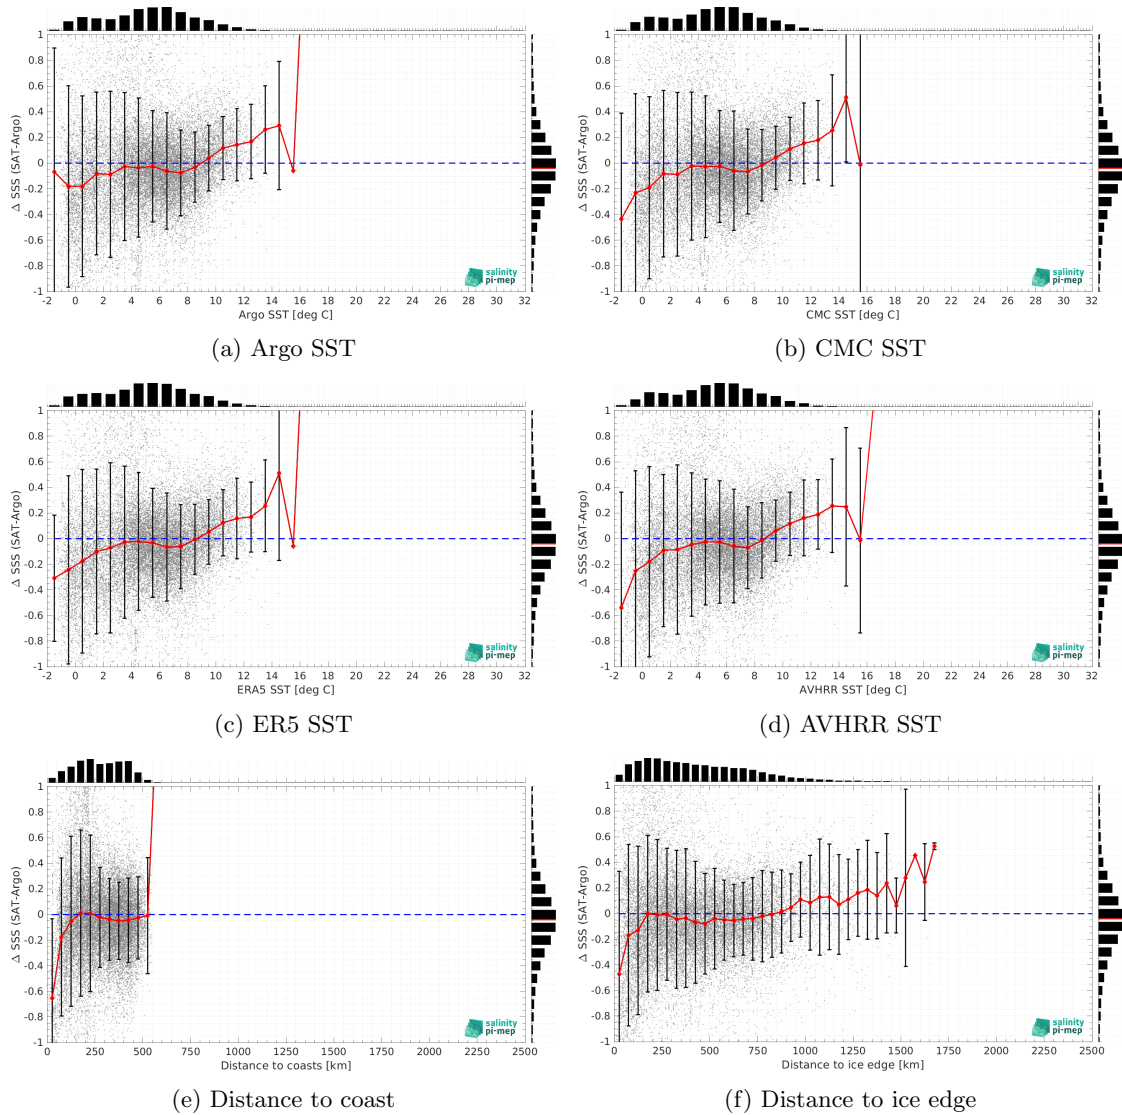 1
0.8
0.6
0.4
0.2
0
-0.2
-0.4
-0.6
-0.8
-1
Δ SSS (SAT-Argo)
-2 0 2 4 6 8 10 12 14 16 18 20 22 24 26 28 30 32
Argo SST [deg C]
salinity
pi-mep
(a) Argo SST
1
0.8
0.6
0.4
0.2
0
-0.2
-0.4
-0.6
-0.8
-1
Δ SSS (SAT-Argo)
-2 0 2 4 6 8 10 12 14 16 18 20 22 24 26 28 30 32
CMC SST [deg C]
salinity
pi-mep
(b) CMC SST
1
0.8
0.6
0.4
0.2
0
-0.2
-0.4
-0.6
-0.8
-1
Δ SSS (SAT-Argo)
-2 0 2 4 6 8 10 12 14 16 18 20 22 24 26 28 30 32
ERA5 SST [deg C]
salinity
pi-mep
(c) ER5 SST
1
0.8
0.6
0.4
0.2
0
-0.2
-0.4
-0.6
-0.8
-1
Δ SSS (SAT-Argo)
-2 0 2 4 6 8 10 12 14 16 18 20 22 24 26 28 30 32
AVHRR SST [deg C]
salinity
pi-mep
(d) AVHRR SST
1
0.8
0.6
0.4
0.2
0
-0.2
-0.4
-0.6
-0.8
-1
Δ SSS (SAT-Argo)
0 250 500 750 1000 1250 1500 1750 2000 2250 2500
Distance to coasts [km]
salinity
pi-mep
(e) Distance to coast
1
0.8
0.6
0.4
0.2
0
-0.2
-0.4
-0.6
-0.8
-1
Δ SSS (SAT-Argo)
0 250 500 750 1000 1250 1500 1750 2000 2250 2500
Distance to ice edge [km]
salinity
pi-mep
(f) Distance to ice edge